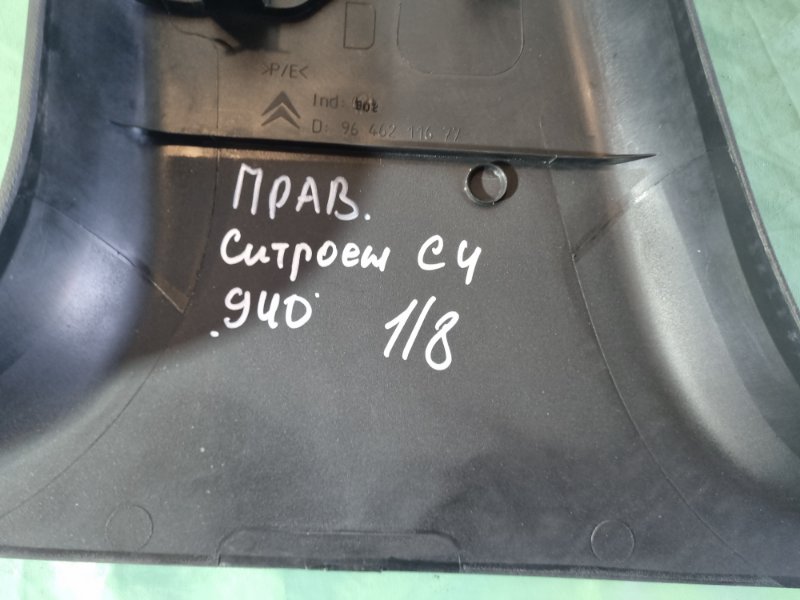 D
>P/E<
Ind: 
D: 96 462 116 77
ПРАВ.
Ситроен С4
940
1/8